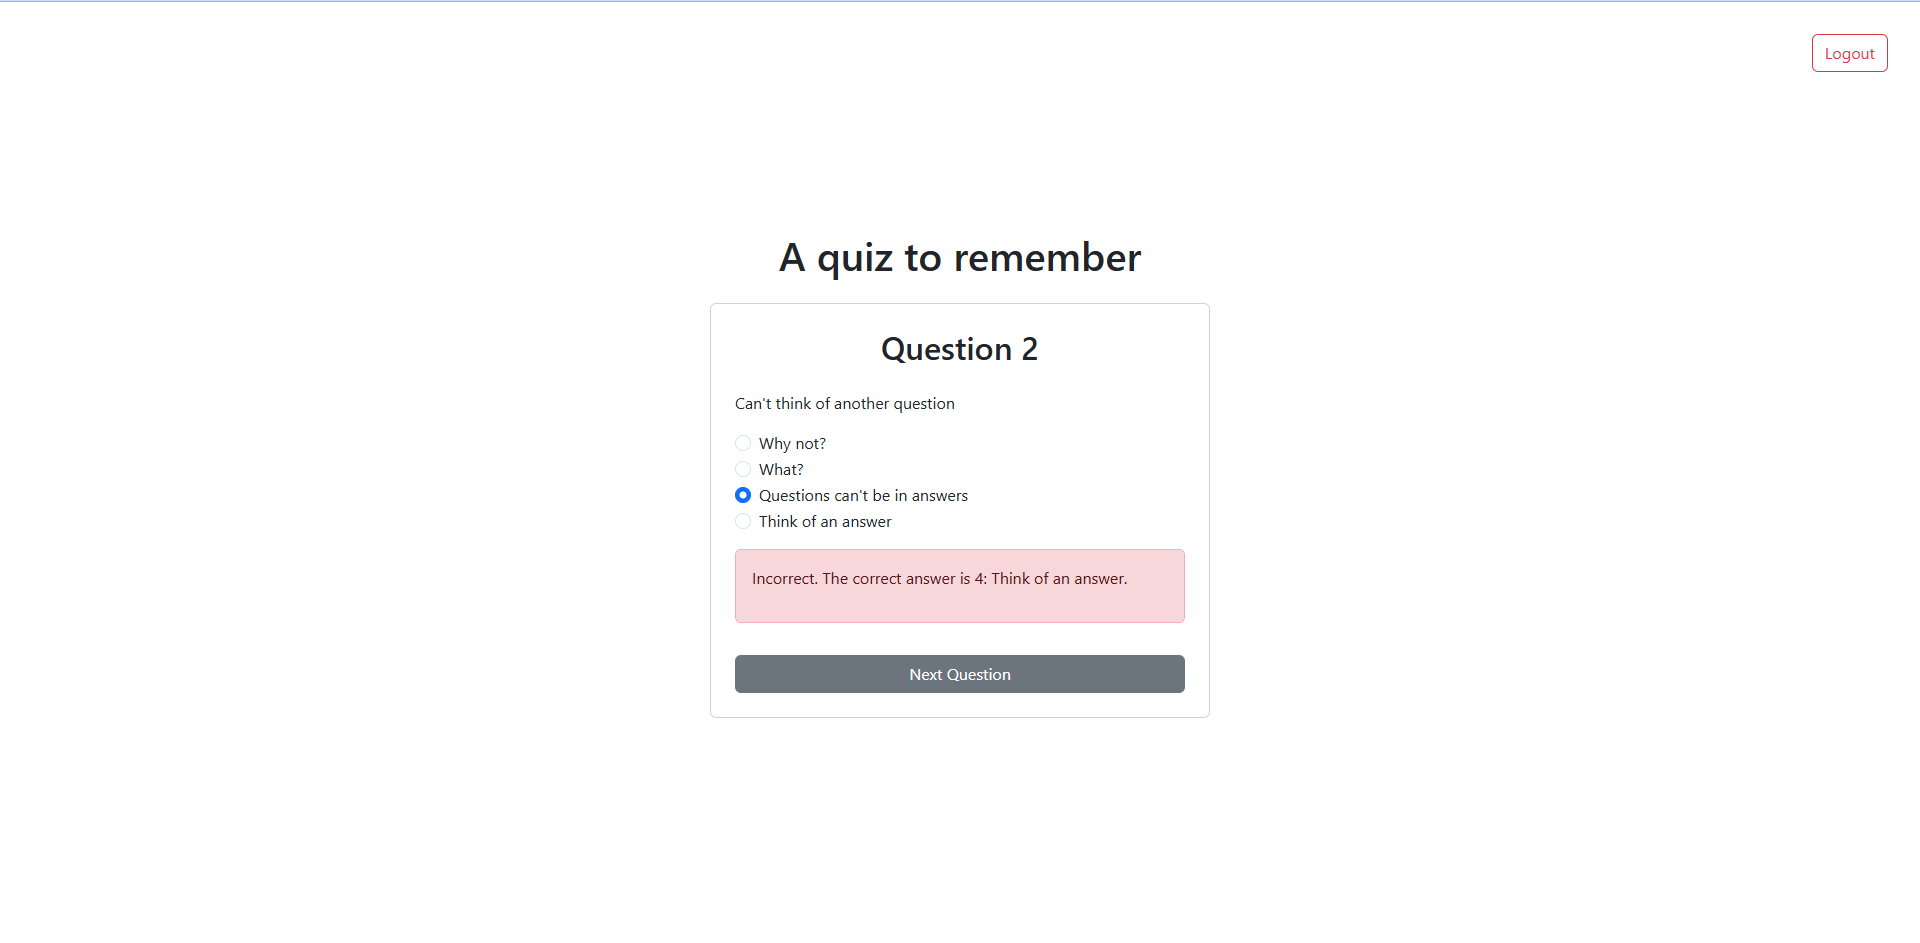 Logout
A quiz to remember
Question 2
Can't think of another question
Why not?
What?
Questions can't be in answers
Think of an answer
Incorrect. The correct answer is 4: Think of an answer.
Next Question